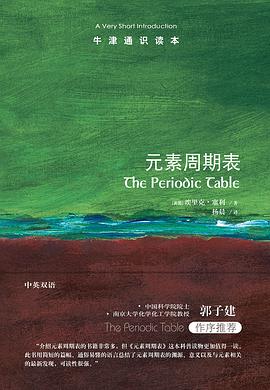 A Very Short Introduction
牛津通识读本
元素周期表
The Periodic Table
[美国] 埃里克·塞利 著
杨晨 译
中英双语
·中国科学院院士
·南京大学化学化工学院教授
郭子建
The Periodic Table
作序推荐
“介绍元素周期表的书籍非常多,但《元素周期表》这本科普读物更加值得一读。
此书用简短的篇幅、通俗易懂的语言总结了元素周期表的渊源、意义以及与元素相关
的最新发现,可读性很强。”